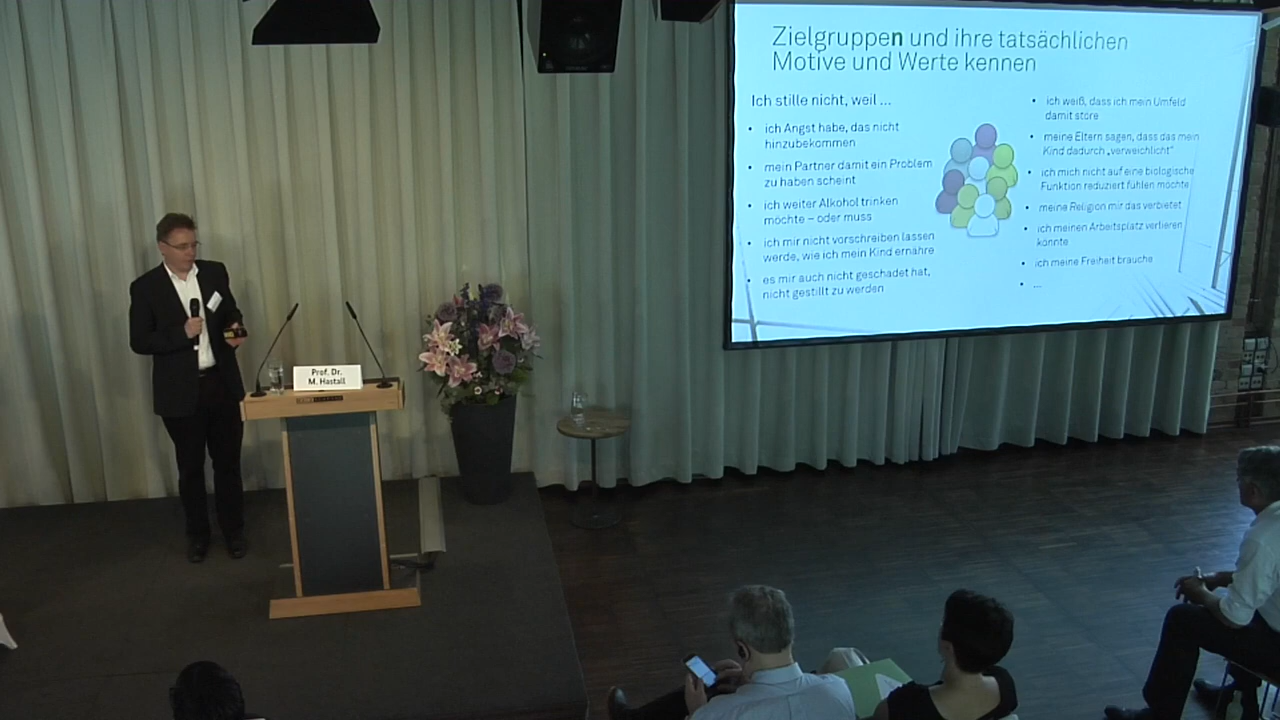 Zielgruppen und ihre tatsächlichen
Motive und Werte kennen
Ich stille nicht, weil ...
• ich Angst habe, das nicht
hinzubekommen
• mein Partner damit ein Problem
zu haben scheint
• ich weiter Alkohol trinken
möchte – oder muss
• ich mir nicht vorschreiben lassen
werde, wie ich mein Kind ernähre
• es mir auch nicht geschadet hat,
nicht gestillt zu werden
• ich weiß, dass ich mein Umfeld
damit störe
• meine Eltern sagen, dass das mein
Kind dadurch „verweichlicht“
• ich mich nicht auf eine biologische
Funktion reduziert fühlen möchte
• meine Religion mir das verbietet
• ich meinen Arbeitsplatz verlieren
könnte
• ich meine Freiheit brauche
• ...
Prof. Dr.
M. Hastall